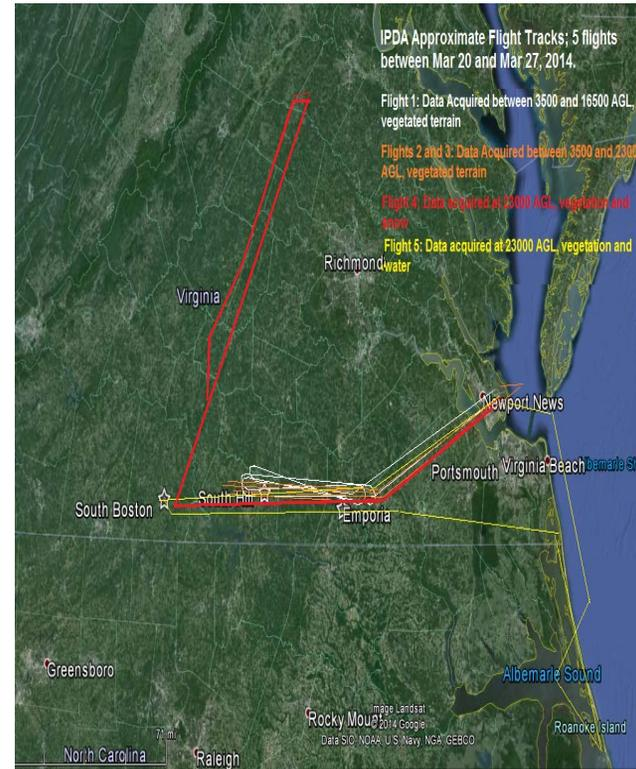 IPDA Approximate Flight Tracks; 5 flights
between Mar 20 and Mar 27, 2014.
Flight 1: Data Acquired between 3500 and 16500 AGL,
vegetated terrain
Flights 2 and 3: Data Acquired between 3500 and 2300
AGL, vegetated terrain
Flight 4: Data acquired at 23000 AGL, vegetation and
snow
Flight 5: Data acquired at 23000 AGL, vegetation and
water
Richmond
Virginia
Newport News
Portsmouth
Virginia Beach
Albemarle S
South Boston
South Hill
Emporia
Greensboro
Albemarle Sound
Roanoke Island
Rocky Mount
Image Landsat
© 2014 Google
Data SIO, NOAA, U.S. Navy, NGA, GEBCO
71 mi
North Carolina
Raleigh